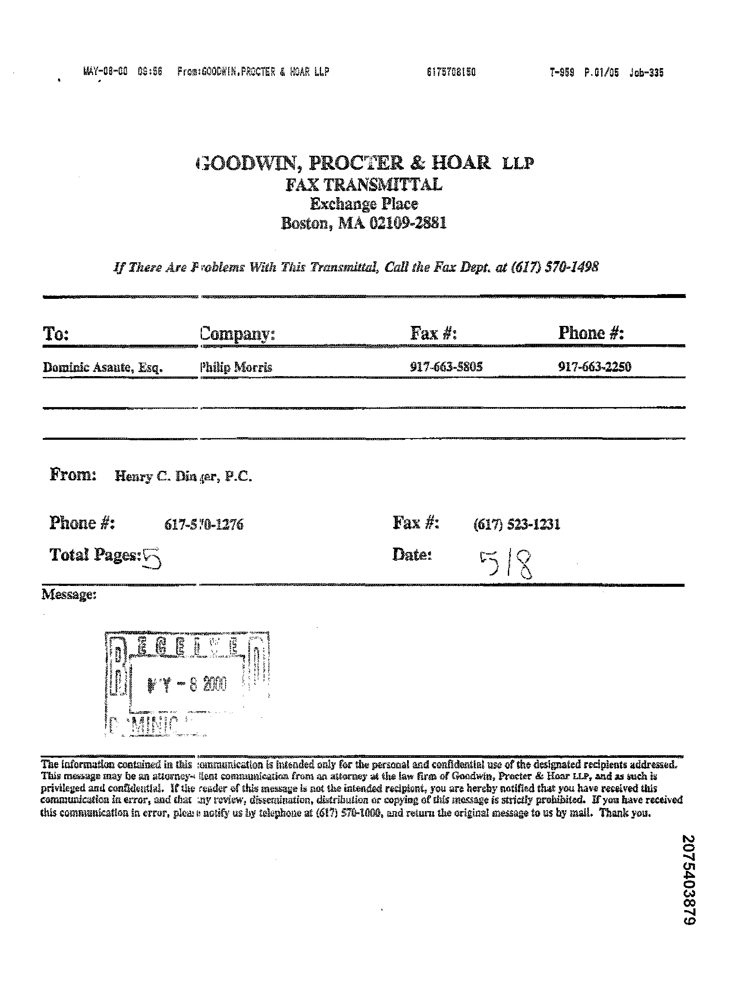 MAY-08-00 09:56 From:GOODWIN,PROCTER & HOAR LLP 6175708150 T-959 P.01/05 Job-335
GOODWIN, PROCTER & HOAR LLP
FAX TRANSMITTAL
Exchange Place
Boston, MA 02109-2881
If There Are Problems With This Transmittal, Call the Fax Dept. at (617) 570-1498
To: Company: Fax #: Phone #:
Dominic Asaute, Esq. Philip Morris 917-663-5805 917-663-2250
From: Henry C. Dinger, P.C.
Phone #: 617-570-1276 Fax #: (617) 523-1231
Total Pages: 5 Date: 5/8
Message:
RECEIVED
MY - 8 2000
The information contained in this communication is intended only for the personal and confidential use of the designated recipients addressed.
This message may be an attorney-client communication from an attorney at the law firm of Goodwin, Procter & Hoar LLP, and as such is
privileged and confidential. If the reader of this message is not the intended recipient, you are hereby notified that you have received this
communication in error, and that any review, dissemination, distribution or copying of this message is strictly prohibited. If you have received
this communication in error, please notify us by telephone at (617) 570-1000, and return the original message to us by mail. Thank you.
2075403879